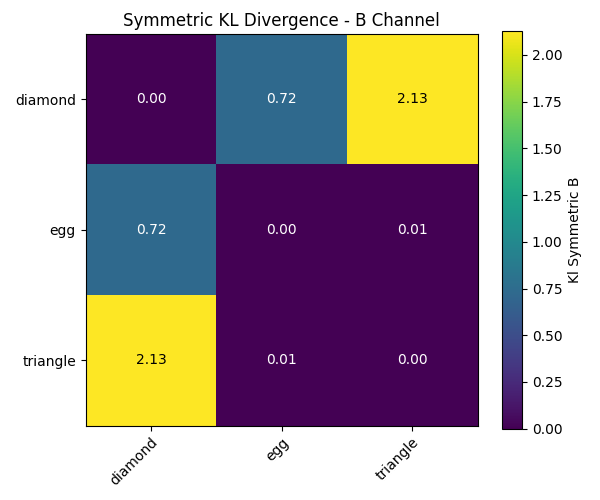 Symmetric KL Divergence - B Channel
diamond 0.00 0.72 2.13
egg 0.72 0.00 0.01
triangle 2.13 0.01 0.00
diamond egg triangle
2.00
1.75
1.50
1.25
1.00
0.75
0.50
0.25
0.00
Kl Symmetric B